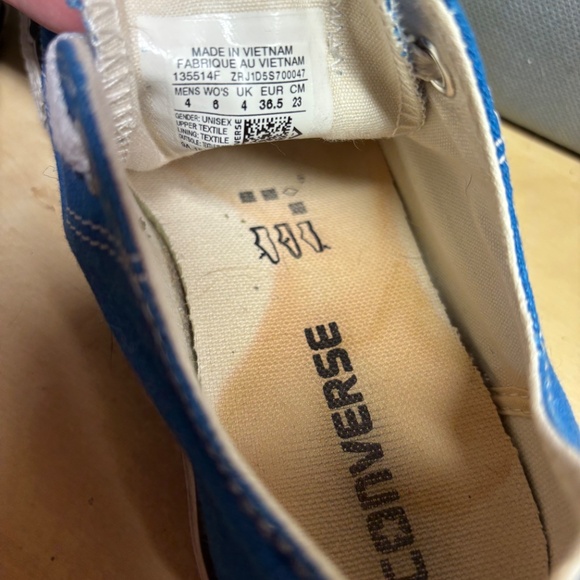 MADE IN VIETNAM
FABRIQUE AU VIETNAM
135514F ZRJ1D5S700047
MENS WO'S UK EUR CM
4 6 4 36.5 23
GENDER: UNISEX
UPPER: TEXTILE
LINING: TEXTILE
CONVERSE